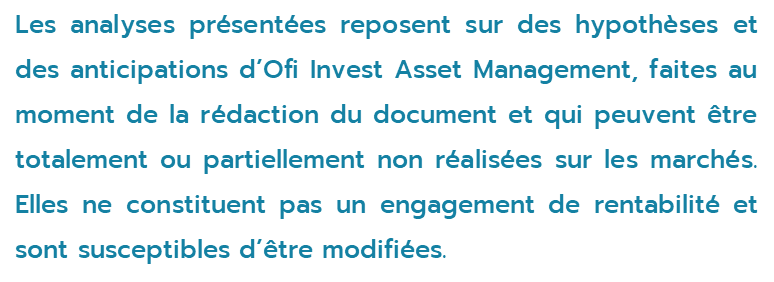 Les analyses présentées reposent sur des hypothèses et
des anticipations d’Ofi Invest Asset Management, faites au
moment de la rédaction du document et qui peuvent être
totalement ou partiellement non réalisées sur les marchés.
Elles ne constituent pas un engagement de rentabilité et
sont susceptibles d’être modifiées.